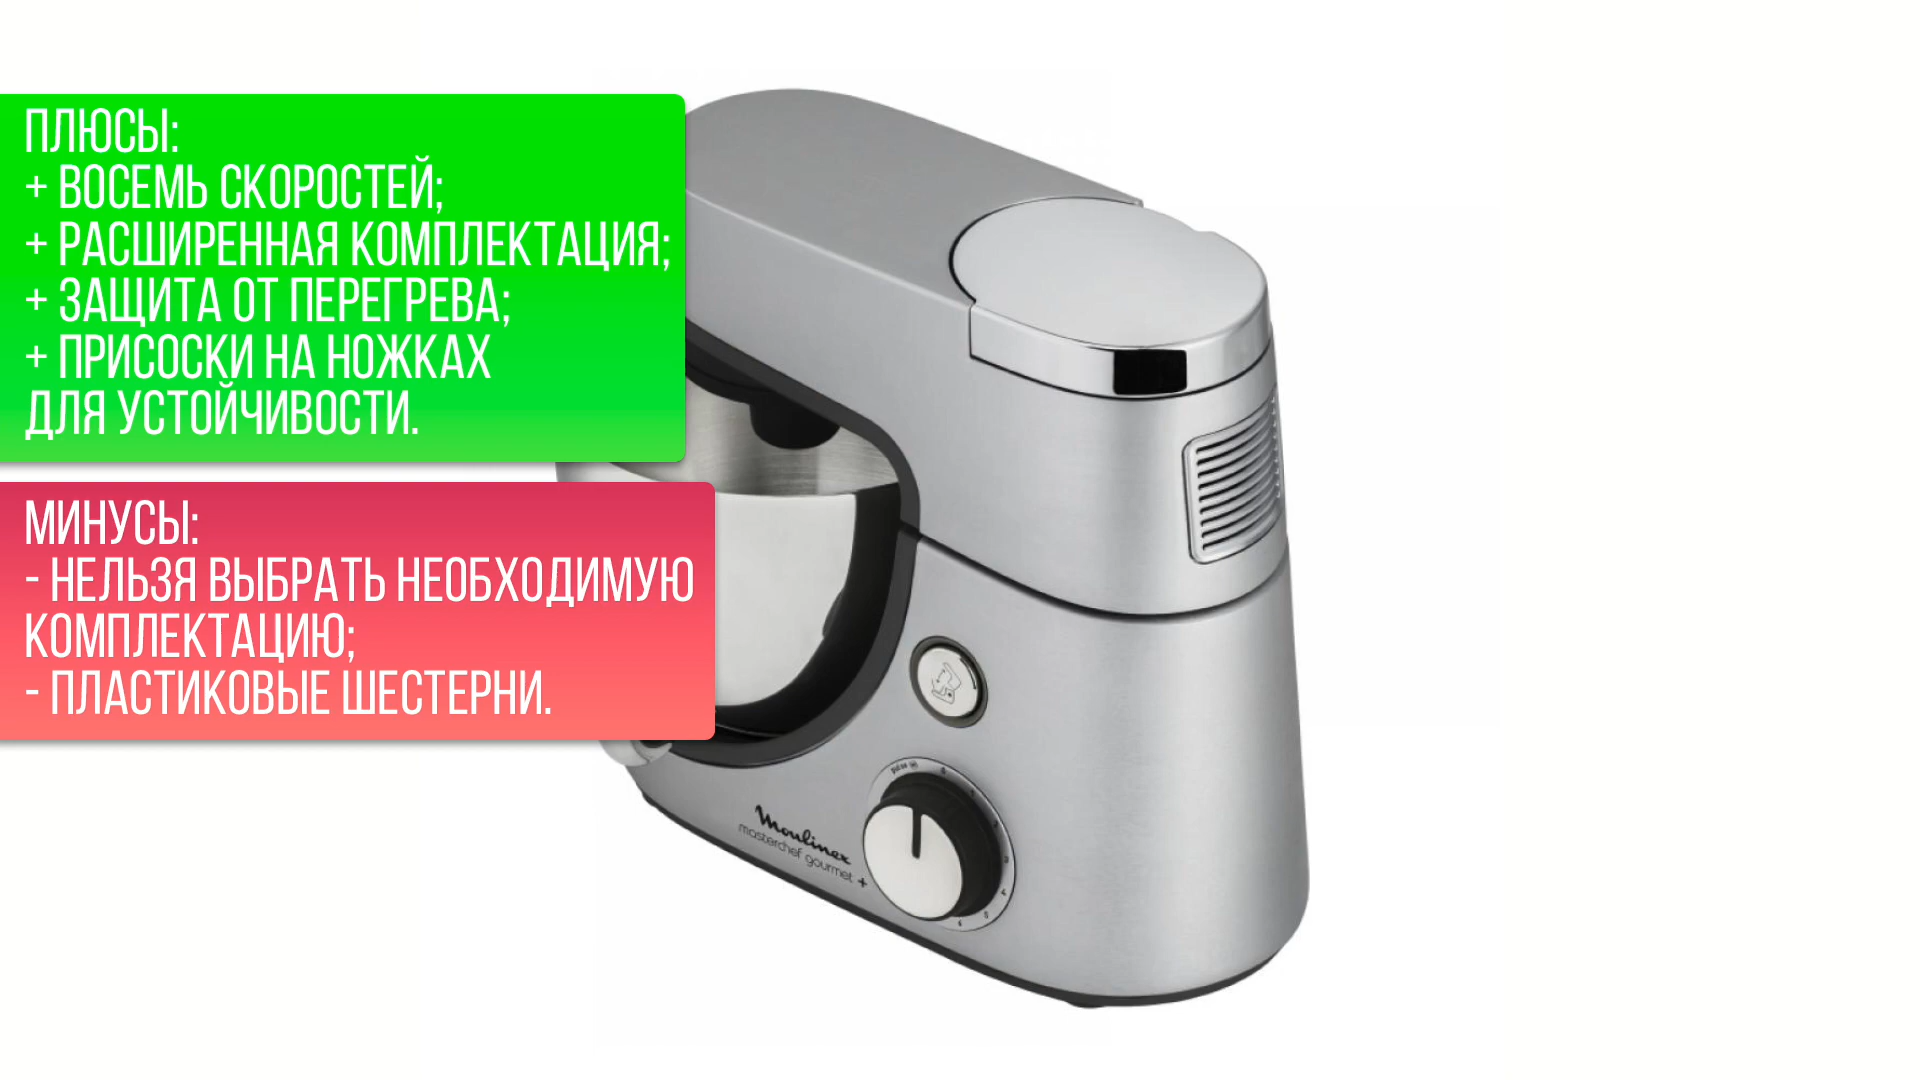 ПЛЮСЫ:
+ ВОСЕМЬ СКОРОСТЕЙ;
+ РАСШИРЕННАЯ КОМПЛЕКТАЦИЯ;
+ ЗАЩИТА ОТ ПЕРЕГРЕВА;
+ ПРИСОСКИ НА НОЖКАХ
ДЛЯ УСТОЙЧИВОСТИ.
МИНУСЫ:
- НЕЛЬЗЯ ВЫБРАТЬ НЕОБХОДИМУЮ
КОМПЛЕКТАЦИЮ;
- ПЛАСТИКОВЫЕ ШЕСТЕРНИ.
pulse
Moulinex
masterchef gourmet +